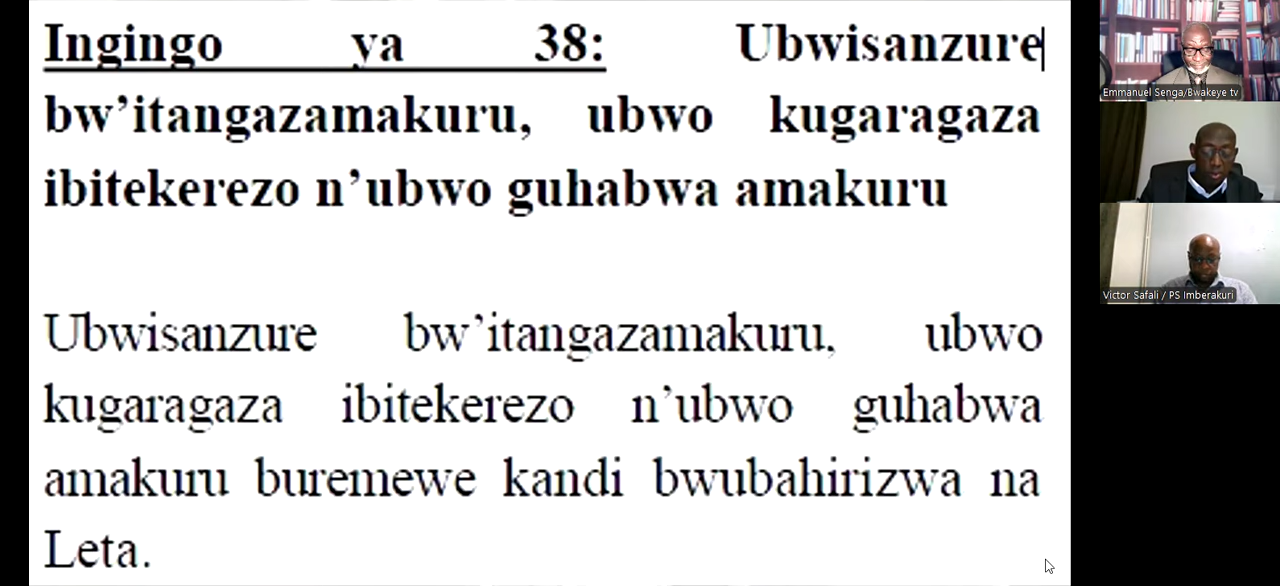 Ingingo ya 38: Ubwisanzure
bw’itangazamakuru, ubwo kugaragaza
ibitekerezo n’ubwo guhabwa amakuru
Ubwisanzure bw’itangazamakuru, ubwo
kugaragaza ibitekerezo n’ubwo guhabwa
amakuru buremewe kandi bwubahirizwa na
Leta.
Emmanuel Senga/Bwakeye tv
Victor Safali / PS Imberakuri